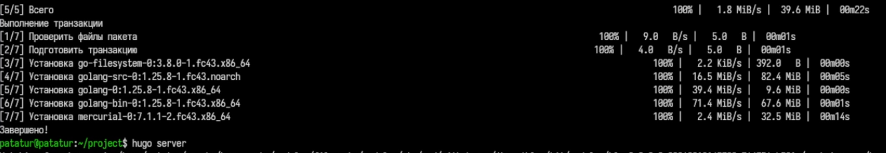 [5/5] Всего 100% | 1.8 MiB/s | 39.6 MiB | 00m22s
Выполнение транзакции
[1/7] Проверить файлы пакета 100% | 9.0 B/s | 5.0 B | 00m01s
[2/7] Подготовить транзакцию 100% | 4.0 B/s | 5.0 B | 00m01s
[3/7] Установка go-filesystem-0:3.8.0-1.fc43.x86_64 100% | 2.2 KiB/s | 392.0 B | 00m00s
[4/7] Установка golang-src-0:1.25.8-1.fc43.noarch 100% | 16.5 MiB/s | 82.4 MiB | 00m05s
[5/7] Установка golang-0:1.25.8-1.fc43.x86_64 100% | 39.4 MiB/s | 9.6 MiB | 00m00s
[6/7] Установка golang-bin-0:1.25.8-1.fc43.x86_64 100% | 71.4 MiB/s | 67.6 MiB | 00m01s
[7/7] Установка mercurial-0:7.1.1-2.fc43.x86_64 100% | 2.4 MiB/s | 32.5 MiB | 00m14s
Завершено!
patatur@patatur:~/project$ hugo server